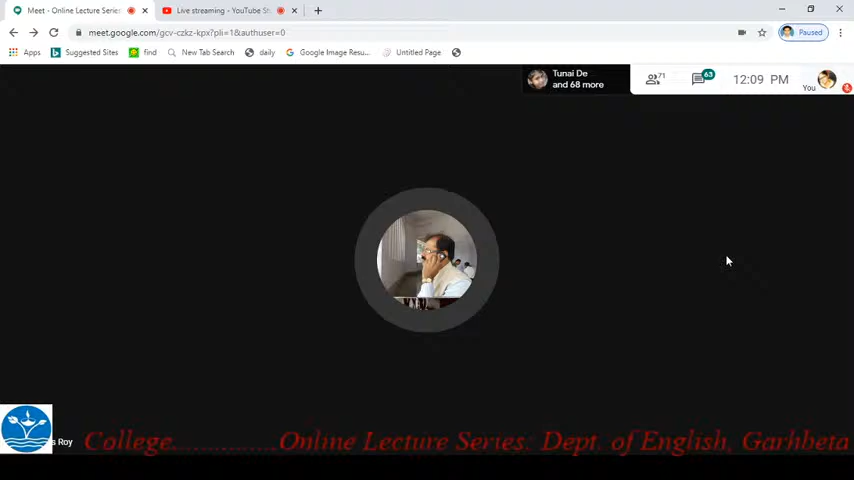 Meet - Online Lecture Series:
Live streaming - YouTube St
meet.google.com/gcv-czkz-kpx?pli=1&authuser=0
Paused
Apps
Suggested Sites
find
New Tab Search
daily
Google Image Resu...
Untitled Page
Tunai De
and 68 more
71
63
12:09 PM
You
s Roy
College..............Online Lecture Series: Dept. of English, Garhbeta